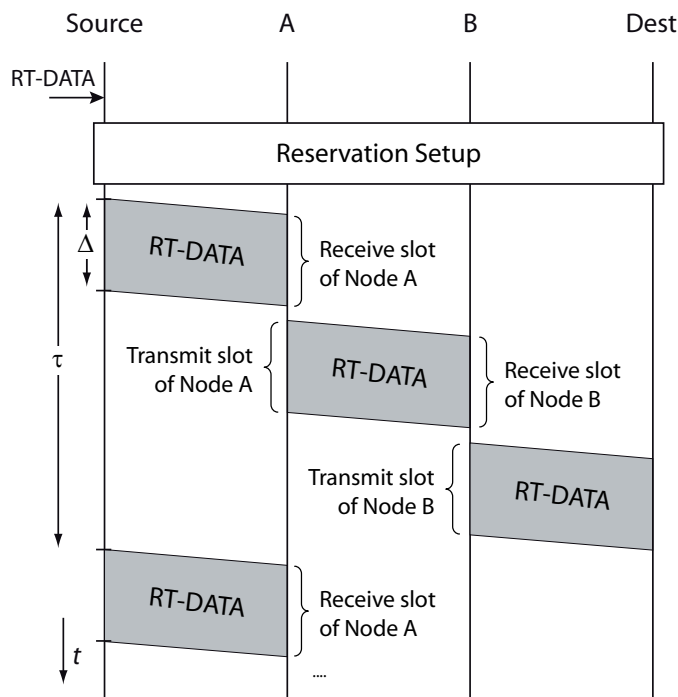 Source A B Dest
RT-DATA
Reservation Setup
Δ
RT-DATA
Receive slot
of Node A
τ
Transmit slot
of Node A
RT-DATA
Receive slot
of Node B
Transmit slot
of Node B
RT-DATA
RT-DATA
Receive slot
of Node A
t
....